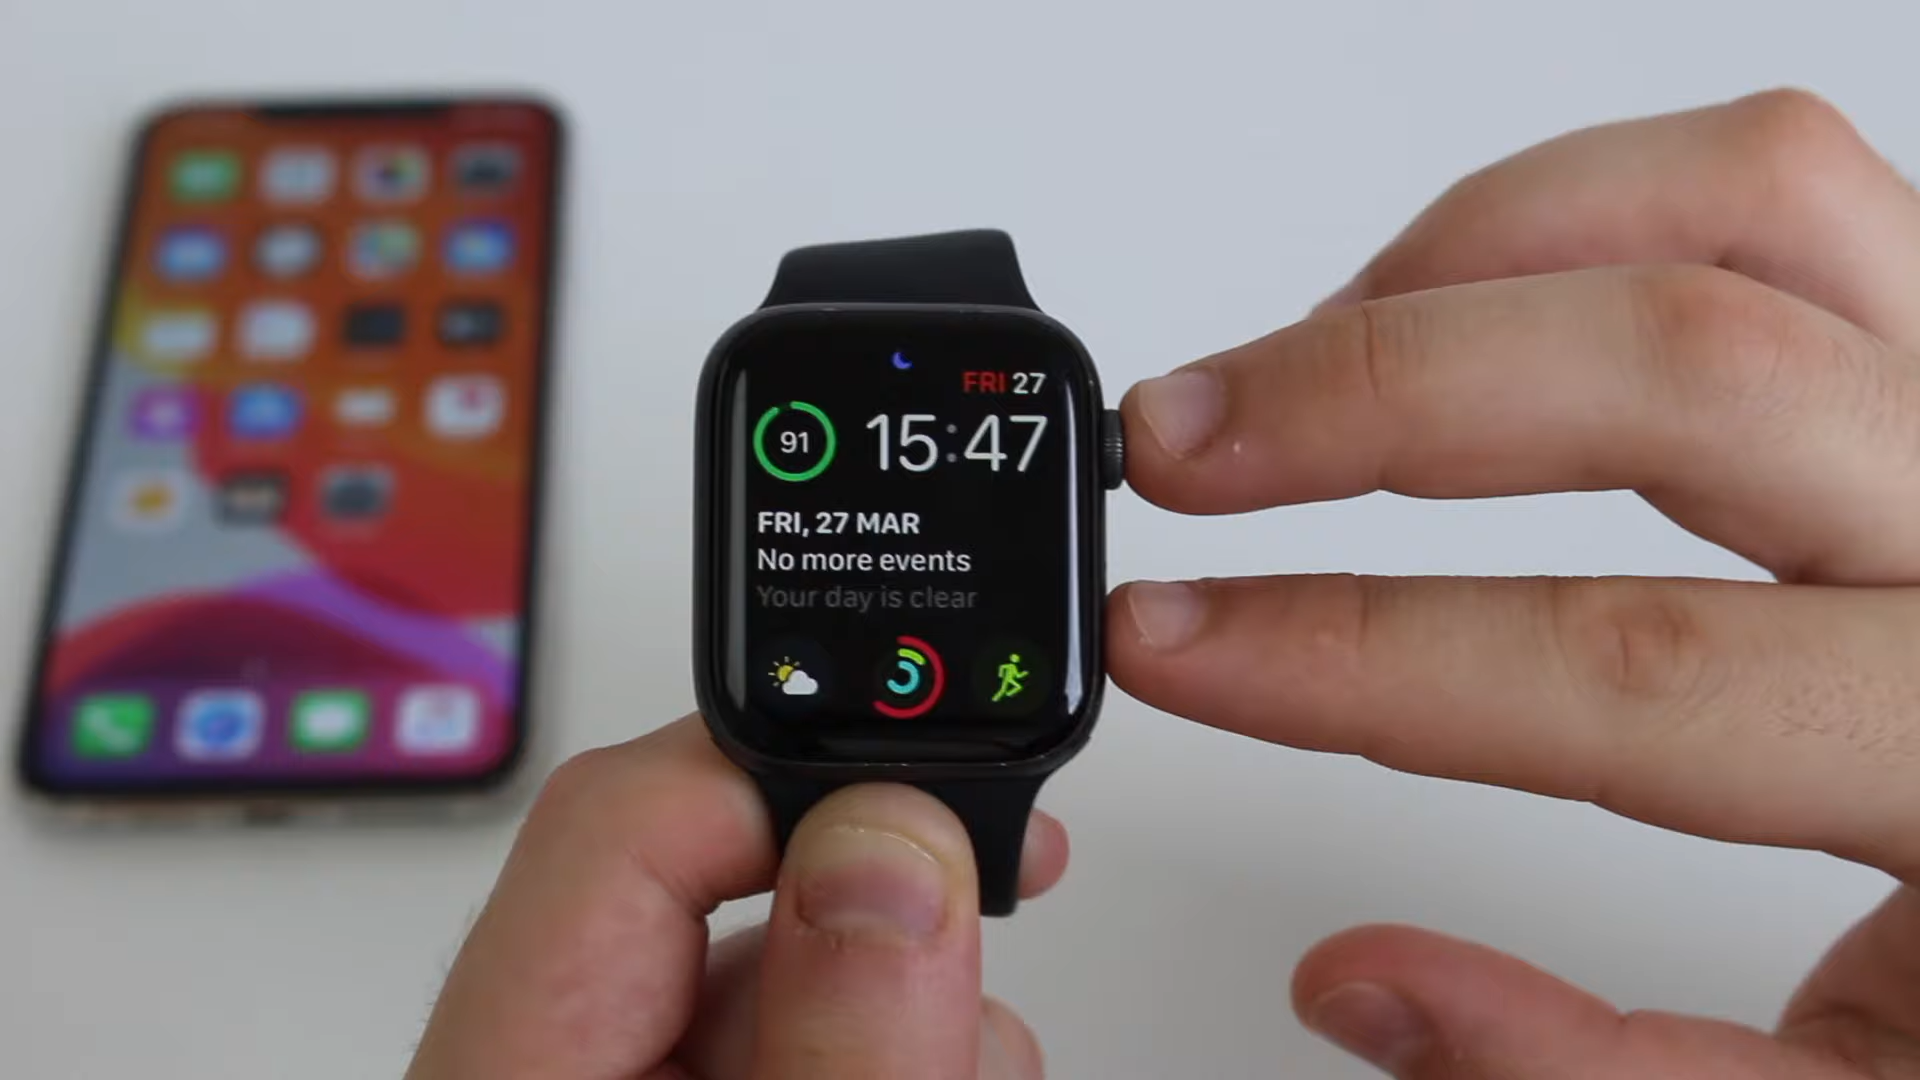 FRI 27
91
15:47
FRI, 27 MAR
No more events
Your day is clear